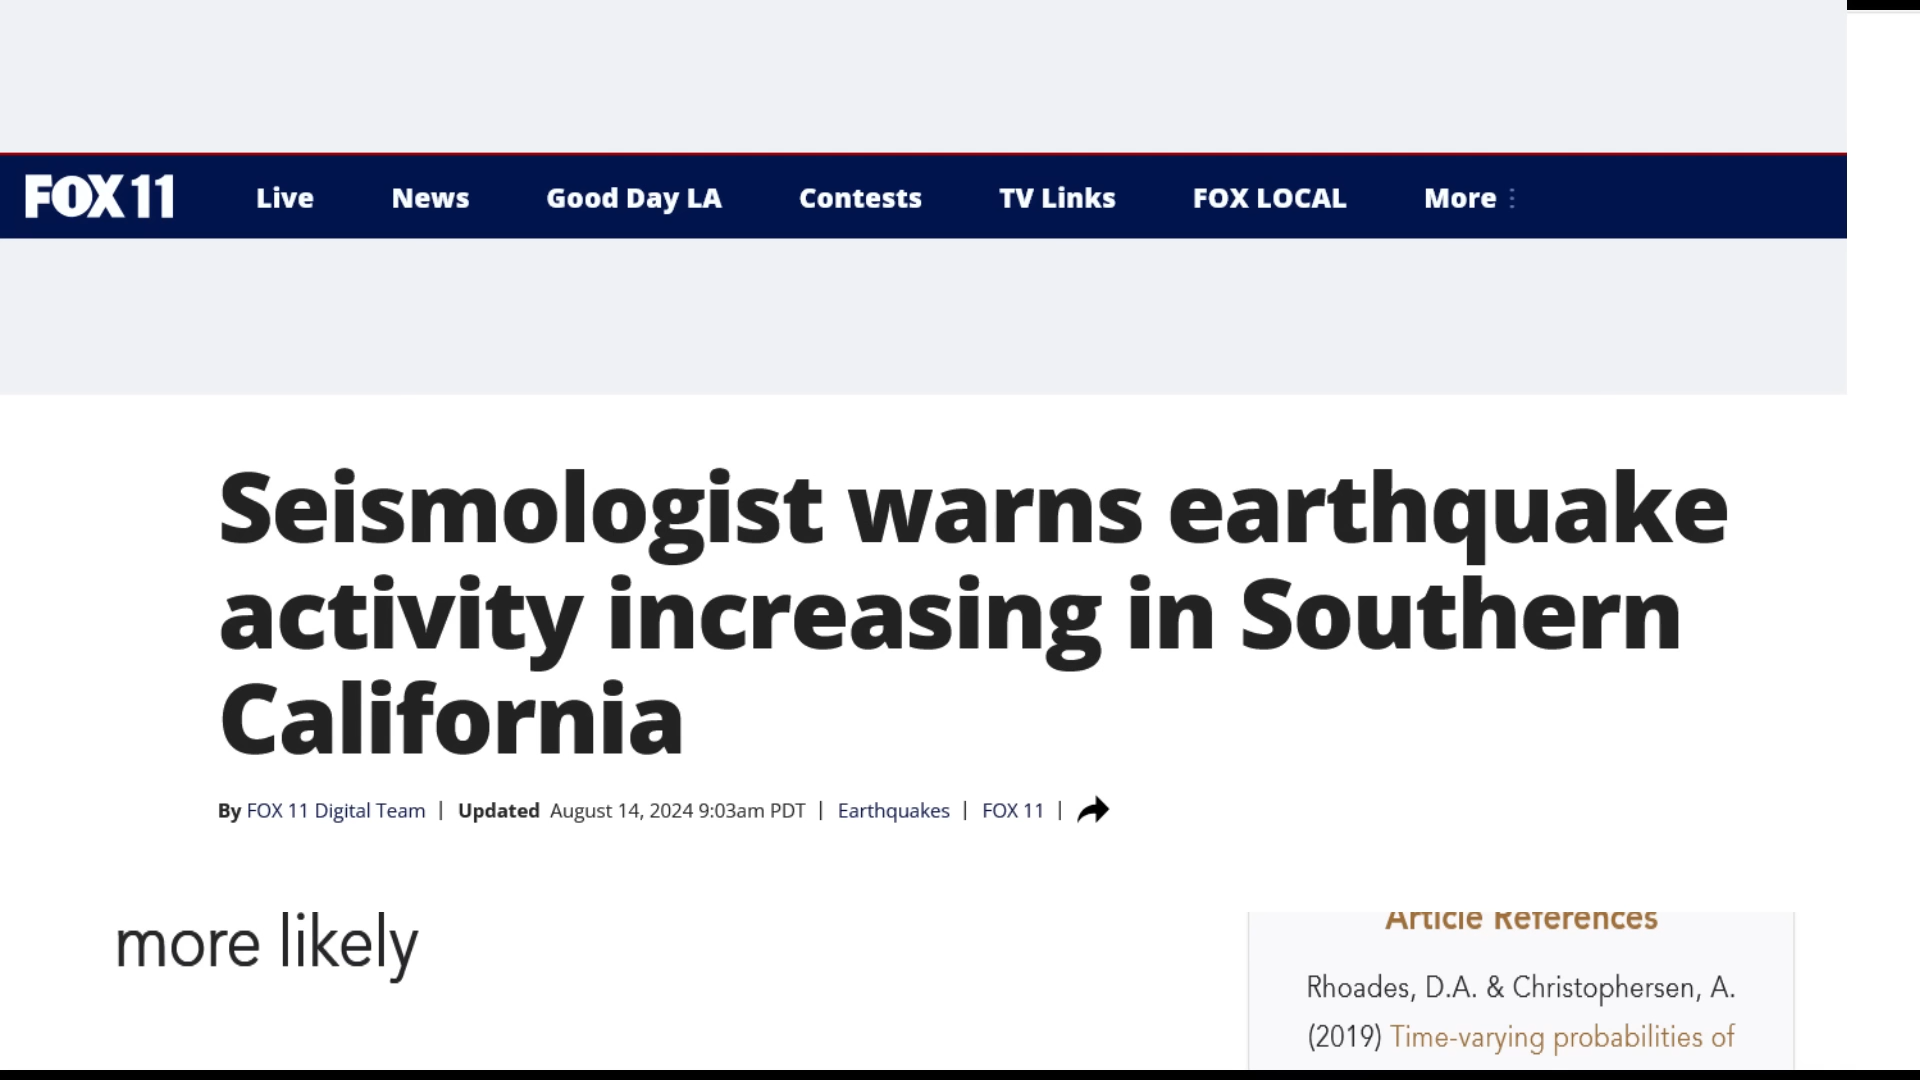 FOX 11 Live News Good Day LA Contests TV Links FOX LOCAL More
Seismologist warns earthquake
activity increasing in Southern
California
By FOX 11 Digital Team | Updated August 14, 2024 9:03am PDT | Earthquakes | FOX 11 |
more likely
Article References
Rhoades, D.A. & Christophersen, A.
(2019) Time-varying probabilities of